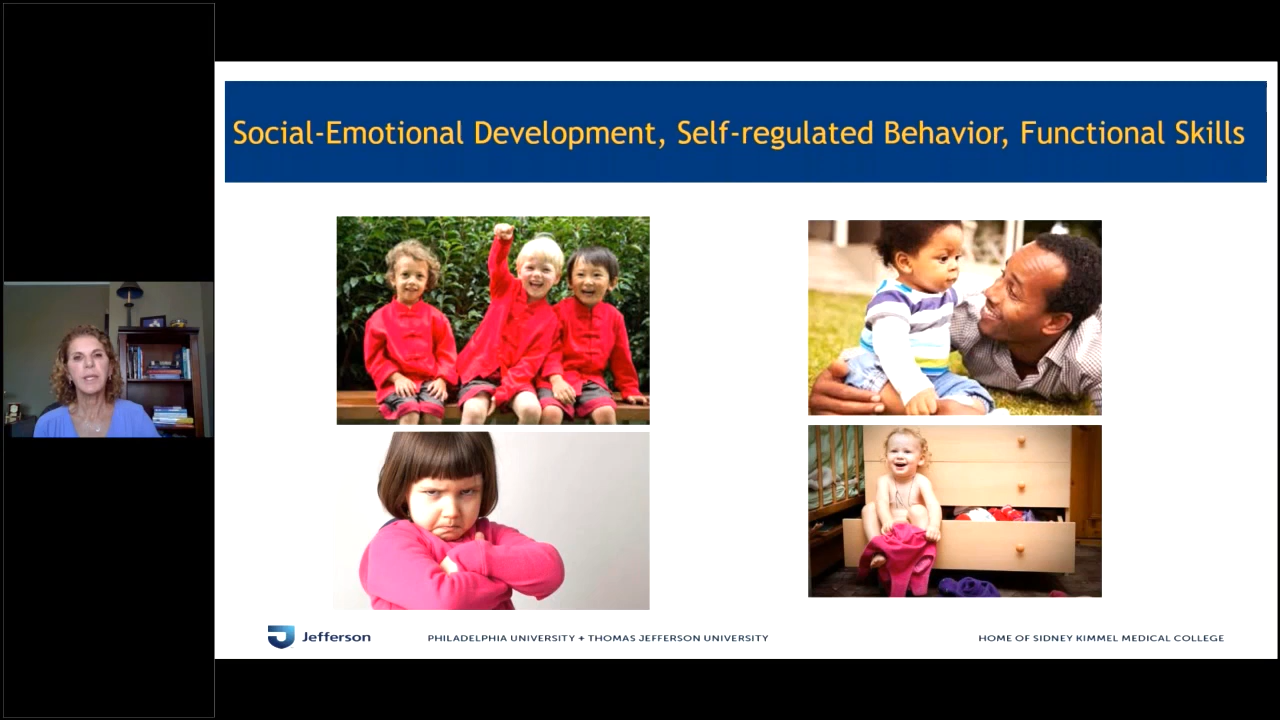 Social-Emotional Development, Self-regulated Behavior, Functional Skills
Jefferson
PHILADELPHIA UNIVERSITY + THOMAS JEFFERSON UNIVERSITY
HOME OF SIDNEY KIMMEL MEDICAL COLLEGE